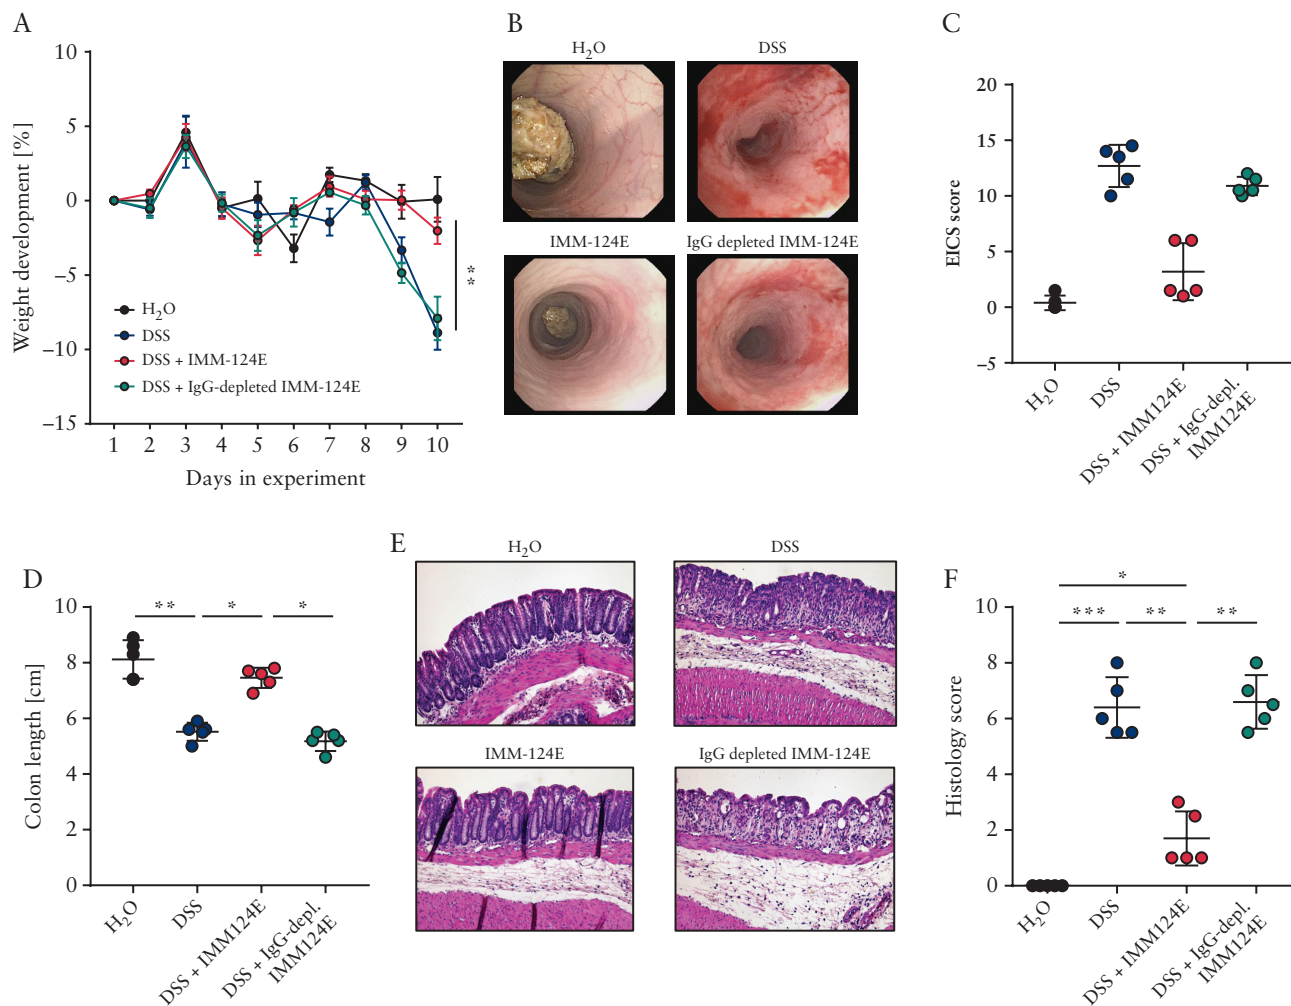 A
10
5
0
−5
−10
−15
Weight development [%]
H₂O
DSS
DSS + IMM-124E
DSS + IgG-depleted IMM-124E
**
1 2 3 4 5 6 7 8 9 10
Days in experiment
B
H₂O
DSS
IMM-124E
IgG depleted IMM-124E
C
20
15
10
5
0
−5
EICS score
H₂O
DSS
DSS + IMM124E
DSS + IgG-depl.
IMM124E
D
10
8
6
4
2
0
Colon length [cm]
** * *
H₂O
DSS
DSS + IMM124E
DSS + IgG-depl.
IMM124E
E
H₂O
DSS
IMM-124E
IgG depleted IMM-124E
F
10
8
6
4
2
0
Histology score
*
*** ** **
H₂O
DSS
DSS + IMM124E
DSS + IgG-depl.
IMM124E